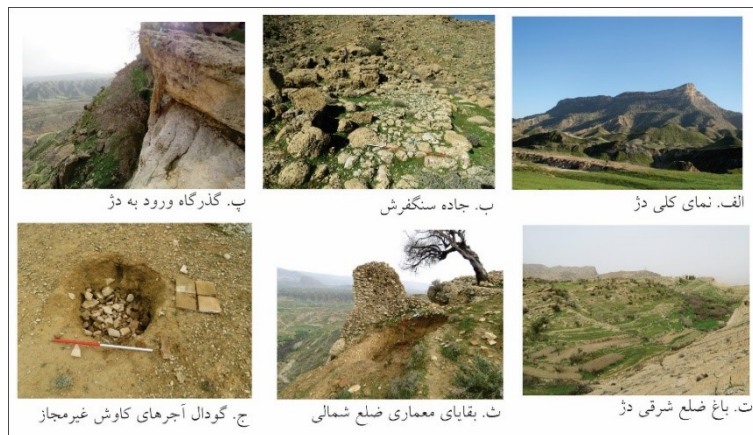 الف. نمای کلی دژ
ب. جاده سنگفرش
پ. گذرگاه ورود به دژ
ت. باغ ضلع شرقی دژ
ث. بقایای معماری ضلع شمالی
ج. گودال آجرهای کاوش غیرمجاز